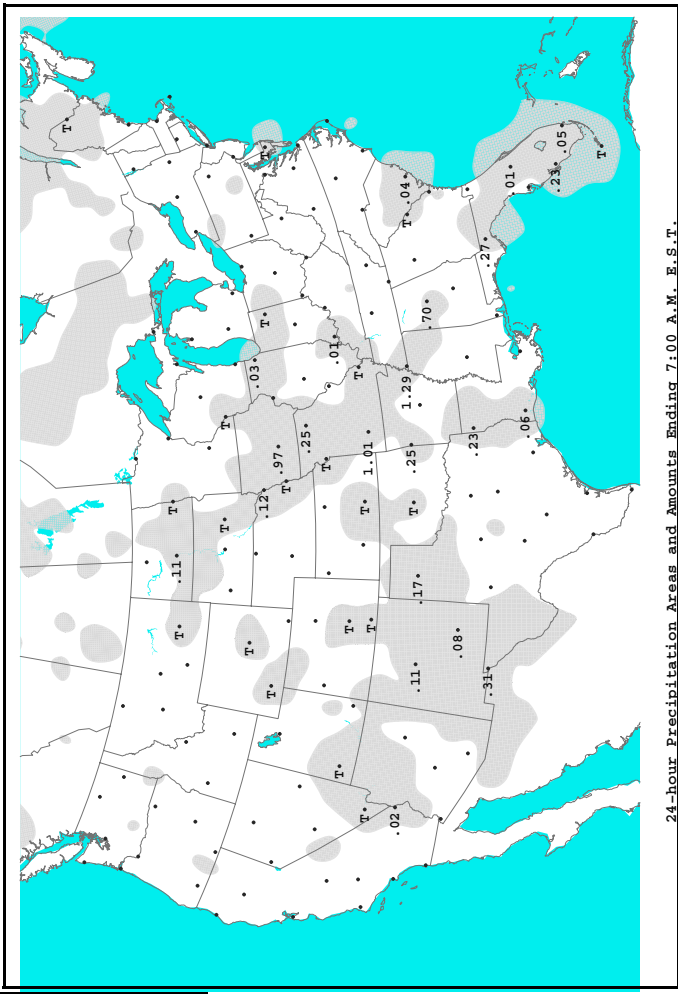 T
T
.11
T
T
T
T
.03
.12
T
T
T
.97
T
.25
T
.01
T
T
T
T
T
1.01
T
.02
.04
1.29
T
.25
T
.11
.17
.70
.08
.23
.27
.31
.01
.06
.23
.05
T
24-hour Precipitation Areas and Amounts Ending 7:00 A.M. E.S.T.